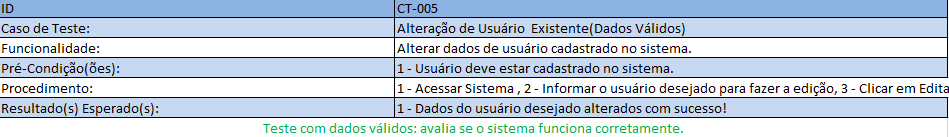 ID CT-005
Caso de Teste: Alteração de Usuário Existente(Dados Válidos)
Funcionalidade: Alterar dados de usuário cadastrado no sistema.
Pré-Condição(ões): 1 - Usuário deve estar cadastrado no sistema.
Procedimento: 1 - Acessar Sistema , 2 - Informar o usuário desejado para fazer a edição, 3 - Clicar em Edita
Resultado(s) Esperado(s): 1 - Dados do usuário desejado alterados com sucesso!
Teste com dados válidos: avalia se o sistema funciona corretamente.